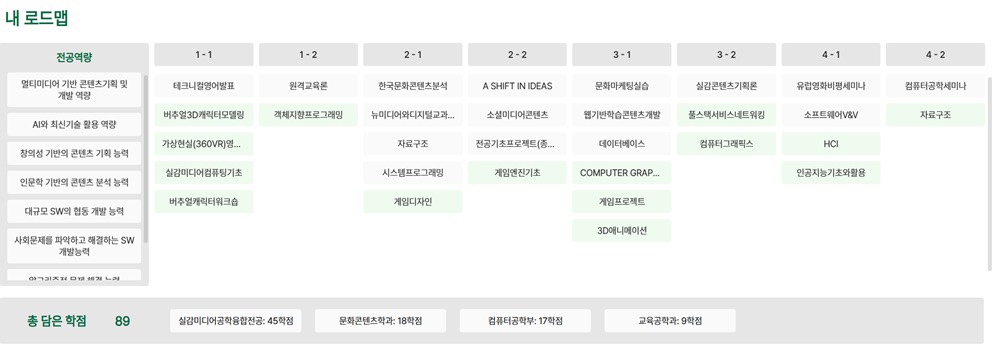 내 로드맵
전공역량
멀티미디어 기반 콘텐츠기획 및
개발 역량
AI와 최신기술 활용 역량
창의성 기반의 콘텐츠 기획 능력
인문학 기반의 콘텐츠 분석 능력
대규모 SW의 협동 개발 능력
사회문제를 파악하고 해결하는 SW
개발능력
1 - 1
테크니컬영어발표
버추얼3D캐릭터모델링
가상현실(360VR)영...
실감미디어컴퓨팅기초
버추얼캐릭터워크숍
1 - 2
원격교육론
객체지향프로그래밍
2 - 1
한국문화콘텐츠분석
뉴미디어와디지털교과...
자료구조
시스템프로그래밍
게임디자인
2 - 2
A SHIFT IN IDEAS
소셜미디어콘텐츠
전공기초프로젝트(종...
게임엔진기초
3 - 1
문화마케팅실습
웹기반학습콘텐츠개발
데이터베이스
COMPUTER GRAP...
게임프로젝트
3D애니메이션
3 - 2
실감콘텐츠기획론
풀스택서비스네트워킹
컴퓨터그래픽스
4 - 1
유럽영화비평세미나
소프트웨어V&V
HCI
인공지능기초와활용
4 - 2
컴퓨터공학세미나
자료구조
총 담은 학점 89
실감미디어공학융합전공: 45학점
문화콘텐츠학과: 18학점
컴퓨터공학부: 17학점
교육공학과: 9학점